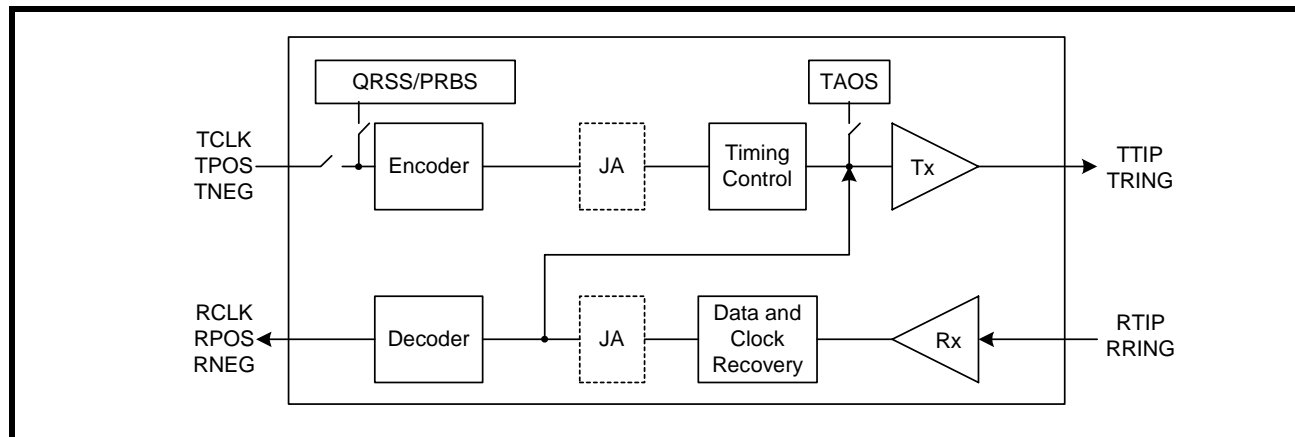 QRSS/PRBS
TAOS
TCLK
TPOS
TNEG
Encoder
JA
Timing
Control
Tx
TTIP
TRING
RCLK
RPOS
RNEG
Decoder
JA
Data and
Clock
Recovery
Rx
RTIP
RRING